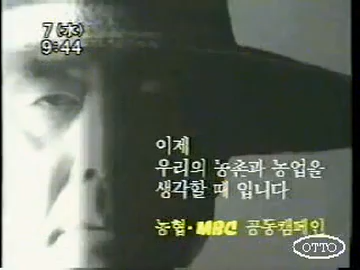 7(木)
9:44
이제
우리의 농촌과 농업을
생각할 때 입니다
농협·MBC 공동캠페인
OTTO